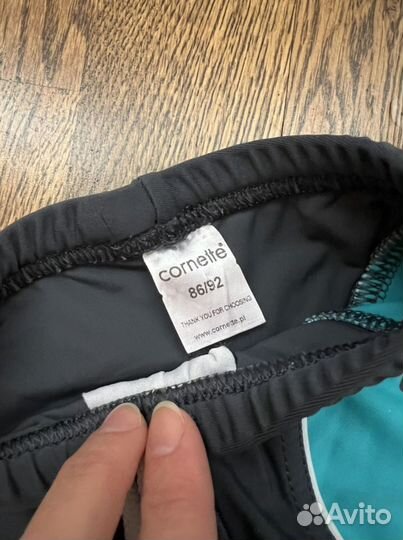 cornette®
86/92
THANK YOU FOR CHOOSING
www.cornette.pl
Avito